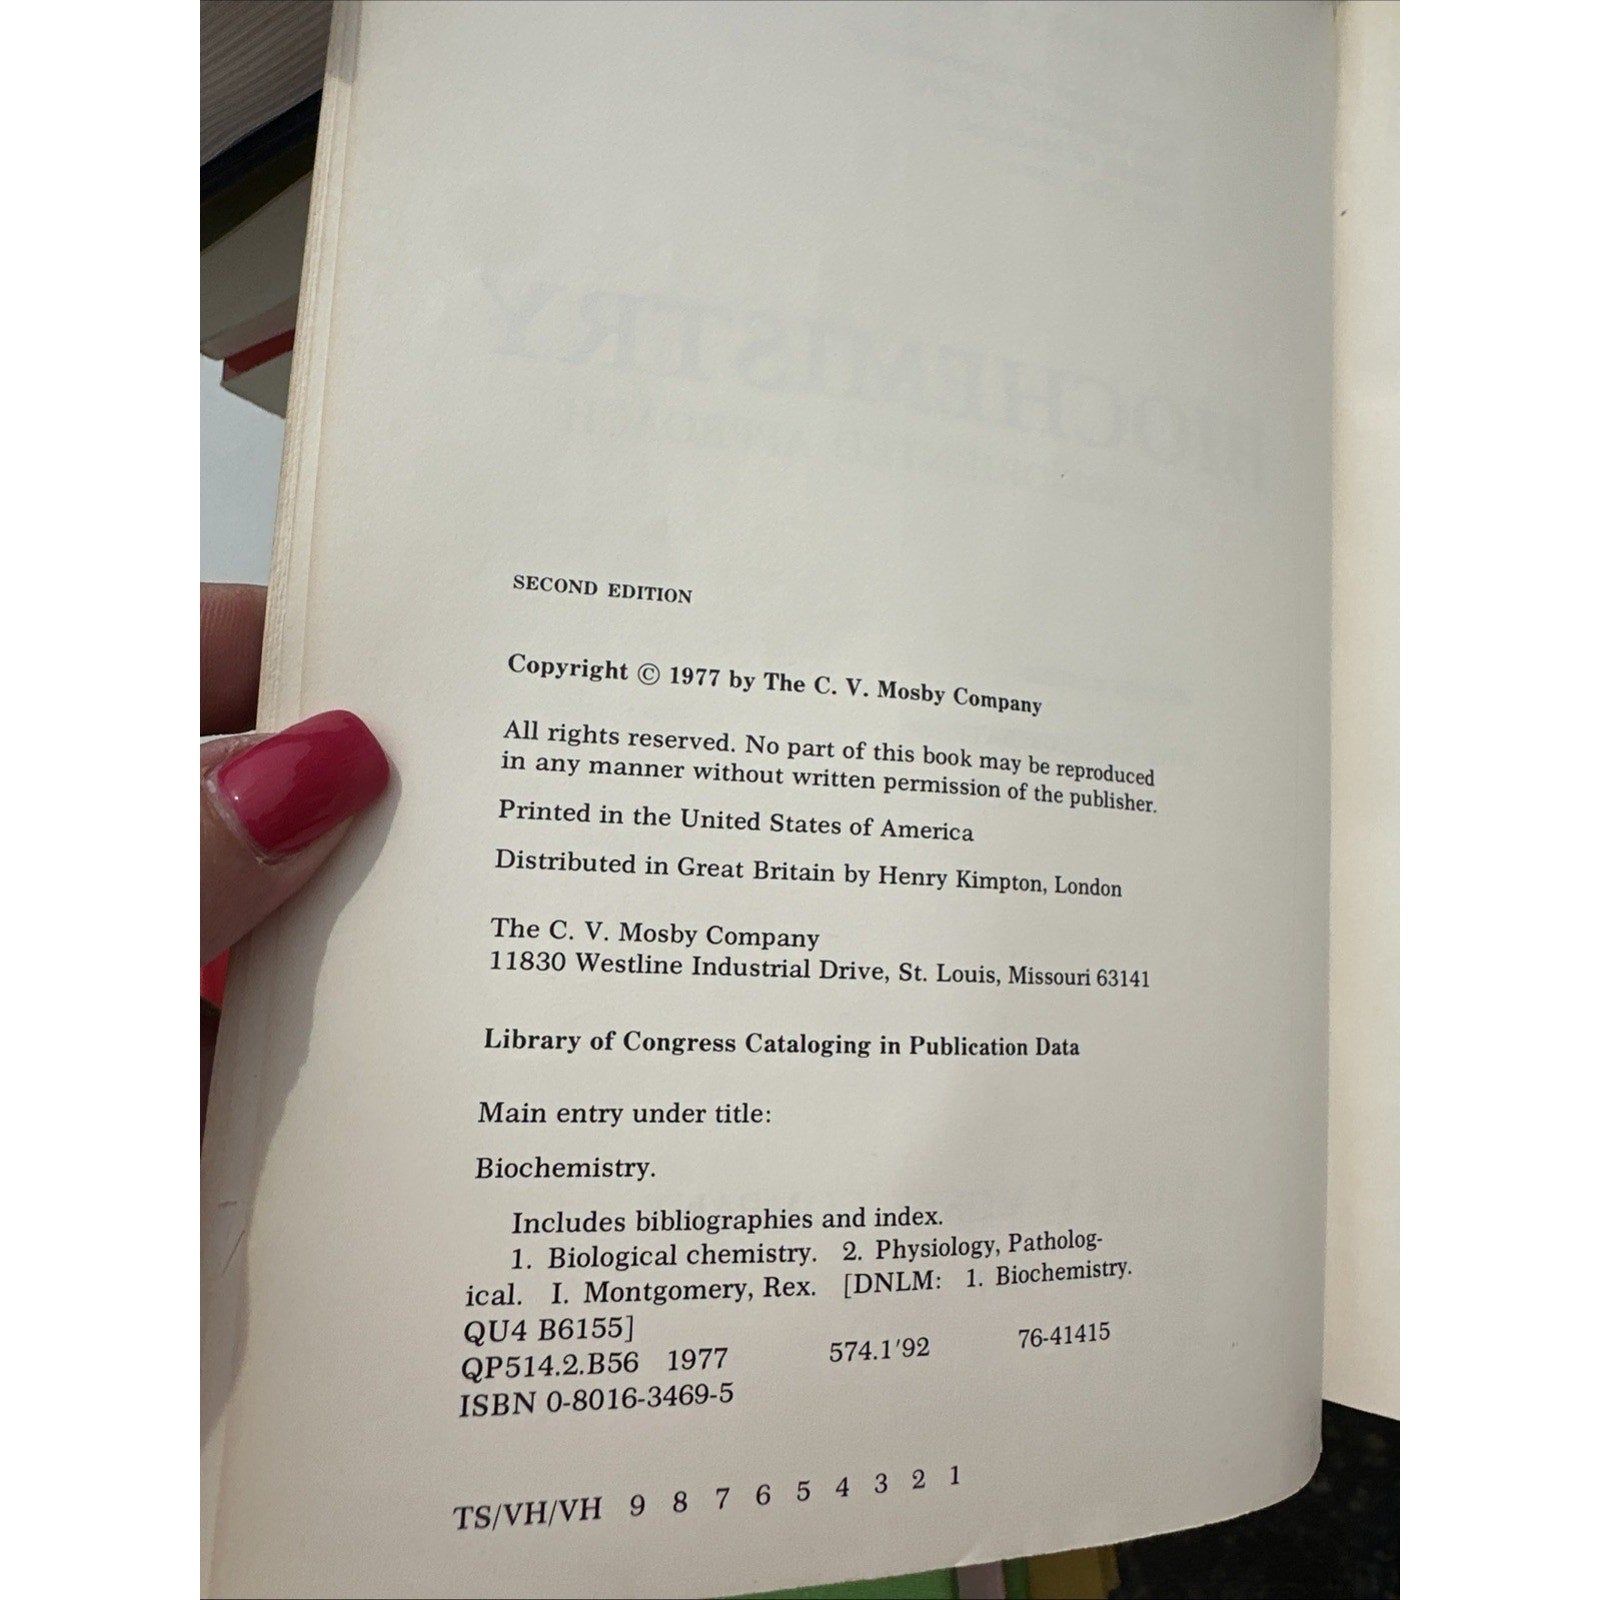 SECOND EDITION
Copyright © 1977 by The C. V. Mosby Company
All rights reserved. No part of this book may be reproduced
in any manner without written permission of the publisher.
Printed in the United States of America
Distributed in Great Britain by Henry Kimpton, London
The C. V. Mosby Company
11830 Westline Industrial Drive, St. Louis, Missouri 63141
Library of Congress Cataloging in Publication Data
Main entry under title:
Biochemistry.
Includes bibliographies and index.
1. Biological chemistry. 2. Physiology, Patholog-
ical. I. Montgomery, Rex. [DNLM: 1. Biochemistry.
QU4 B6155]
QP514.2.B56 1977 574.1'92 76-41415
ISBN 0-8016-3469-5
TS/VH/VH 9 8 7 6 5 4 3 2 1